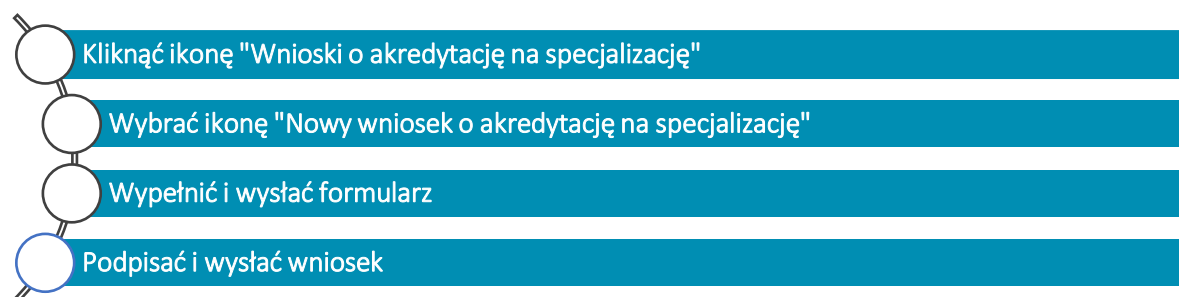 Kliknąć ikonę "Wnioski o akredytację na specjalizację"
Wybrać ikonę "Nowy wniosek o akredytację na specjalizację"
Wypełnić i wysłać formularz
Podpisać i wysłać wniosek